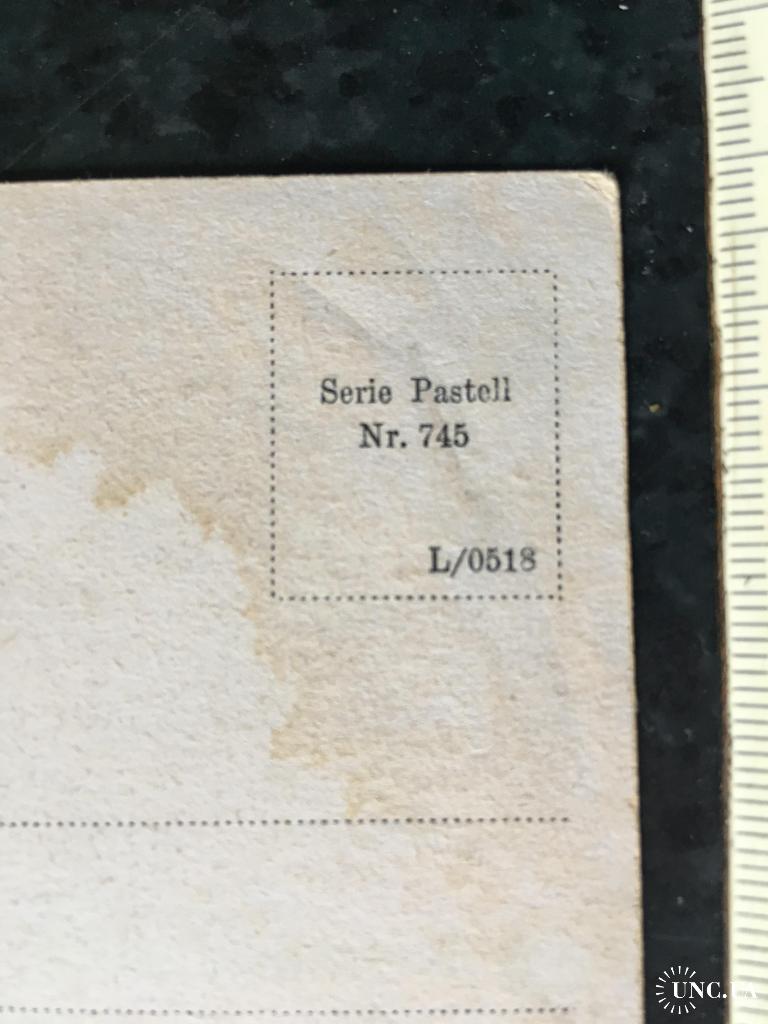 Serie Pastell
Nr. 745
L/0518
UNC.UA